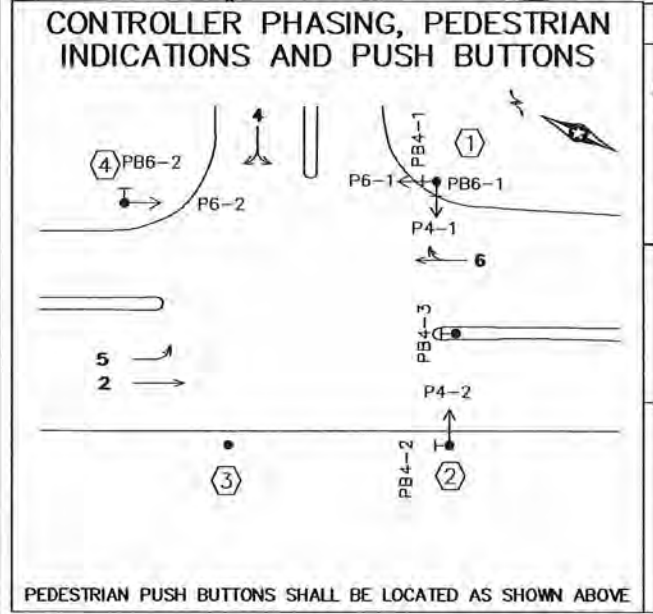 CONTROLLER PHASING, PEDESTRIAN
INDICATIONS AND PUSH BUTTONS
4
PB4-1
1
4
PB6-2
P6-1
PB6-1
P6-2
P4-1
6
PB4-3
5
2
P4-2
PB4-2
3
2
PEDESTRIAN PUSH BUTTONS SHALL BE LOCATED AS SHOWN ABOVE